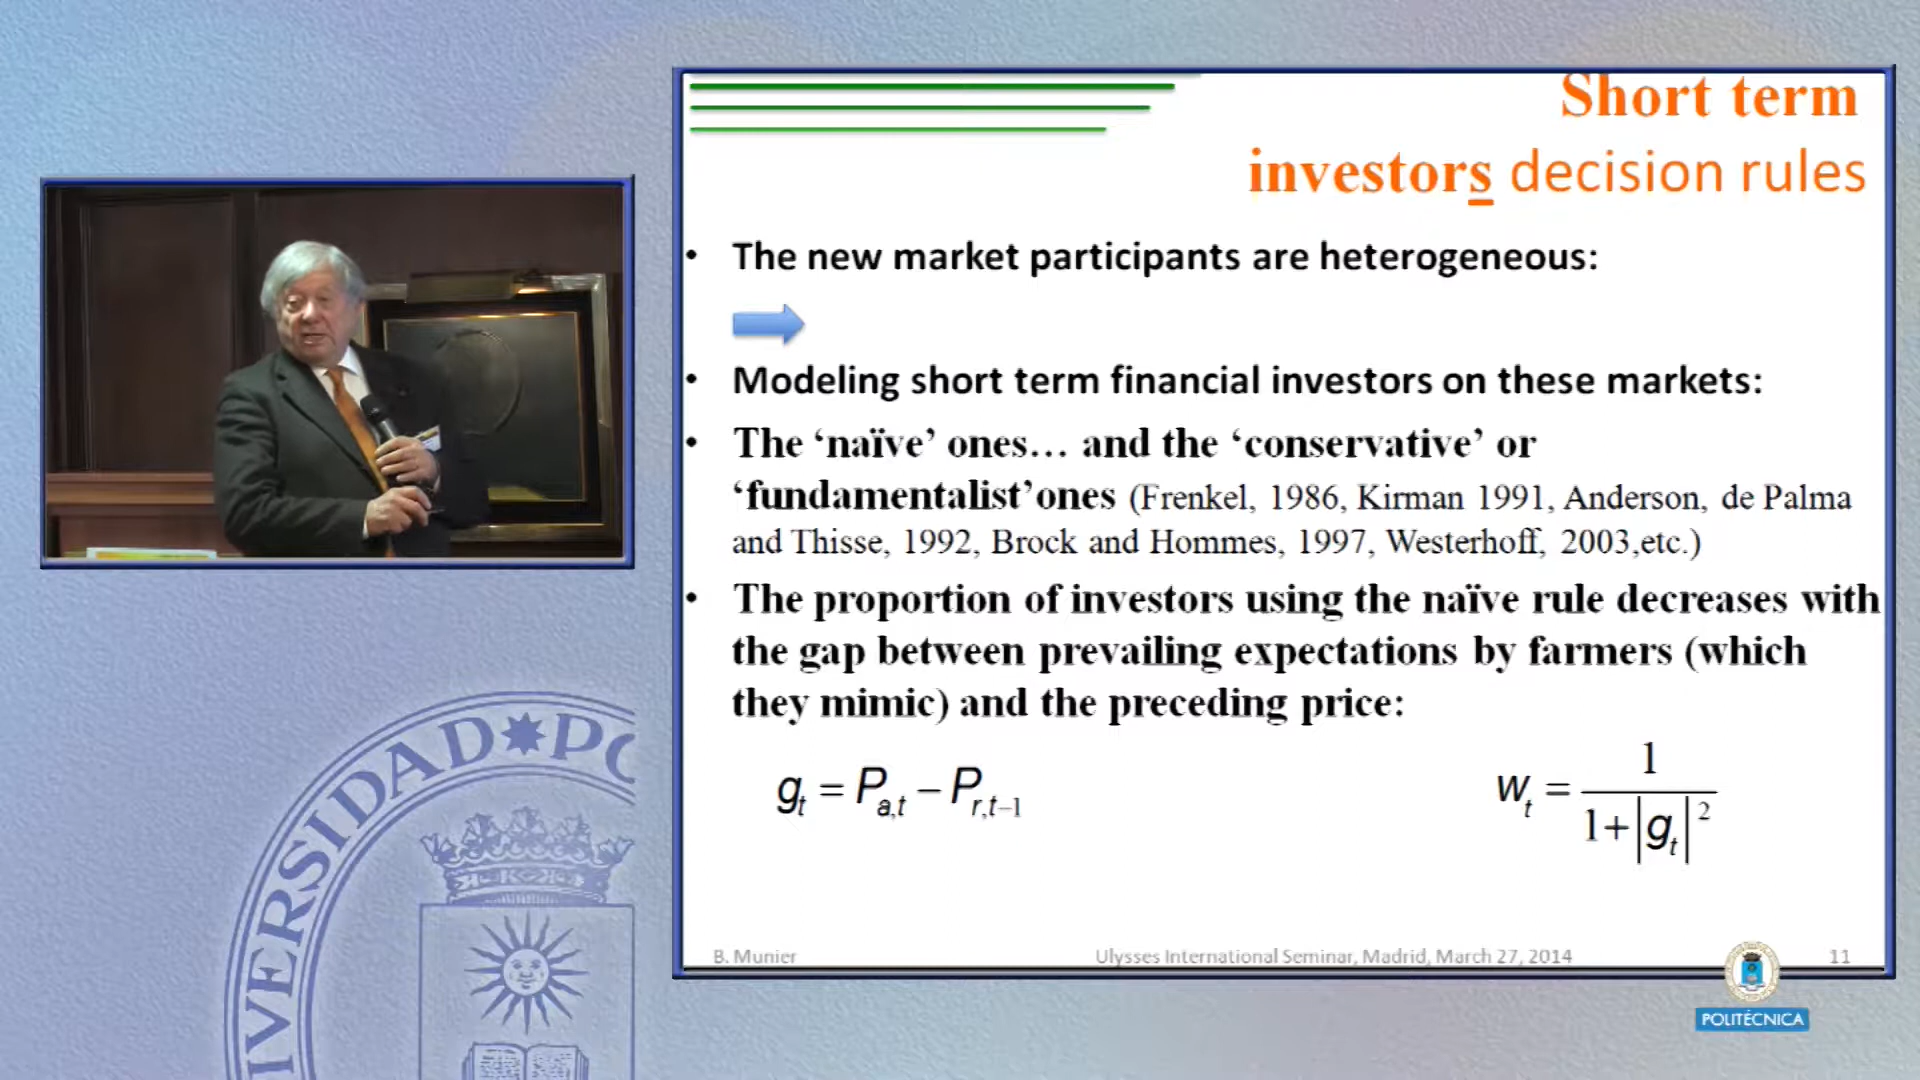 Short term
investors decision rules
• The new market participants are heterogeneous:
• Modeling short term financial investors on these markets:
• The ‘naïve’ ones... and the ‘conservative’ or
‘fundamentalist’ones (Frenkel, 1986, Kirman 1991, Anderson, de Palma
and Thisse, 1992, Brock and Hommes, 1997, Westerhoff, 2003,etc.)
• The proportion of investors using the naïve rule decreases with
the gap between prevailing expectations by farmers (which
they mimic) and the preceding price:
g_t = P_{a,t} − P_{r,t−1}
w_t = 1 / (1+|g_t|^2)
B. Munier
Ulysses International Seminar, Madrid, March 27, 2014
11
POLITÉCNICA
VERSIDAD PO